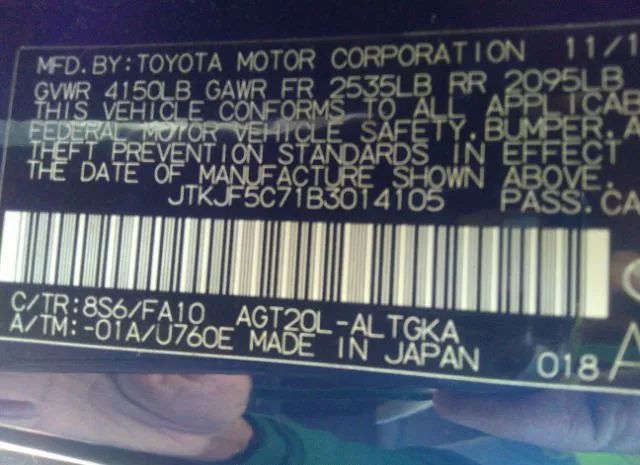 MFD. BY: TOYOTA MOTOR CORPORATION 11/1
GVWR 4150LB GAWR FR 2535LB RR 2095LB
THIS VEHICLE CONFORMS TO ALL APPLICAB
FEDERAL MOTOR VEHICLE SAFETY, BUMPER, A
THEFT PREVENTION STANDARDS IN EFFECT
THE DATE OF MANUFACTURE SHOWN ABOVE.
JTKJF5C71B3014105 PASS. CA
C/TR: 8S6/FA10 AGT20L-ALTGKA
A/TM: -01A/U760E MADE IN JAPAN 018